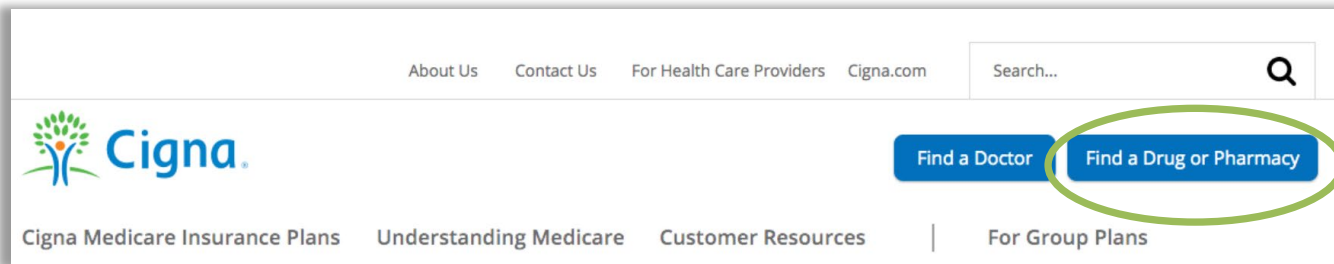 About Us Contact Us For Health Care Providers Cigna.com Search...
Cigna®
Find a Doctor Find a Drug or Pharmacy
Cigna Medicare Insurance Plans Understanding Medicare Customer Resources | For Group Plans